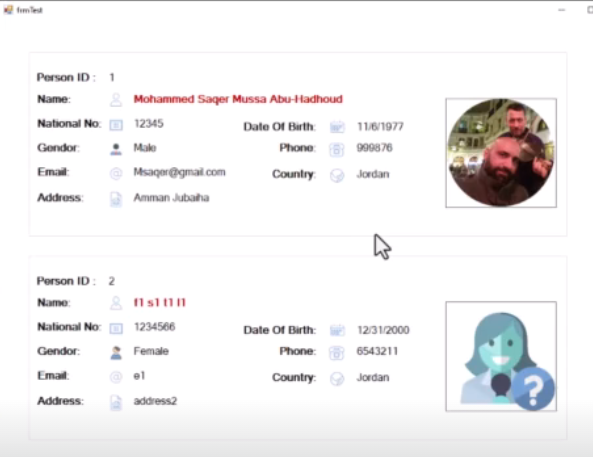 frmTest
Person ID : 1
Name: Mohammed Saqer Mussa Abu-Hadhoud
National No: 12345 Date Of Birth: 11/6/1977
Gendor: Male Phone: 999876
Email: Msaqer@gmail.com Country: Jordan
Address: Amman Jubaiha
Person ID : 2
Name: f1 s1 t1 l1
National No: 1234566 Date Of Birth: 12/31/2000
Gendor: Female Phone: 6543211
Email: e1 Country: Jordan
Address: address2
?